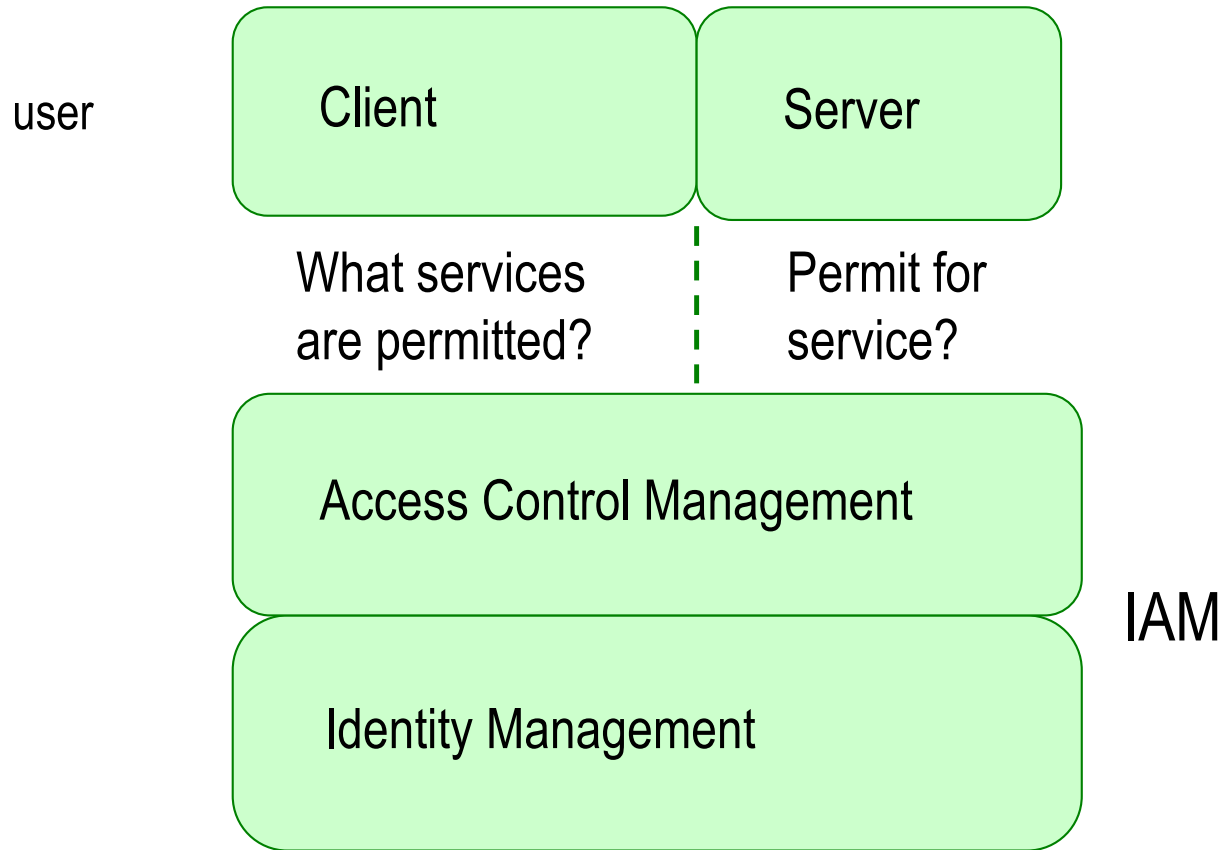 user
Client
Server
What services
are permitted?
Permit for
service?
Access Control Management
IAM
Identity Management